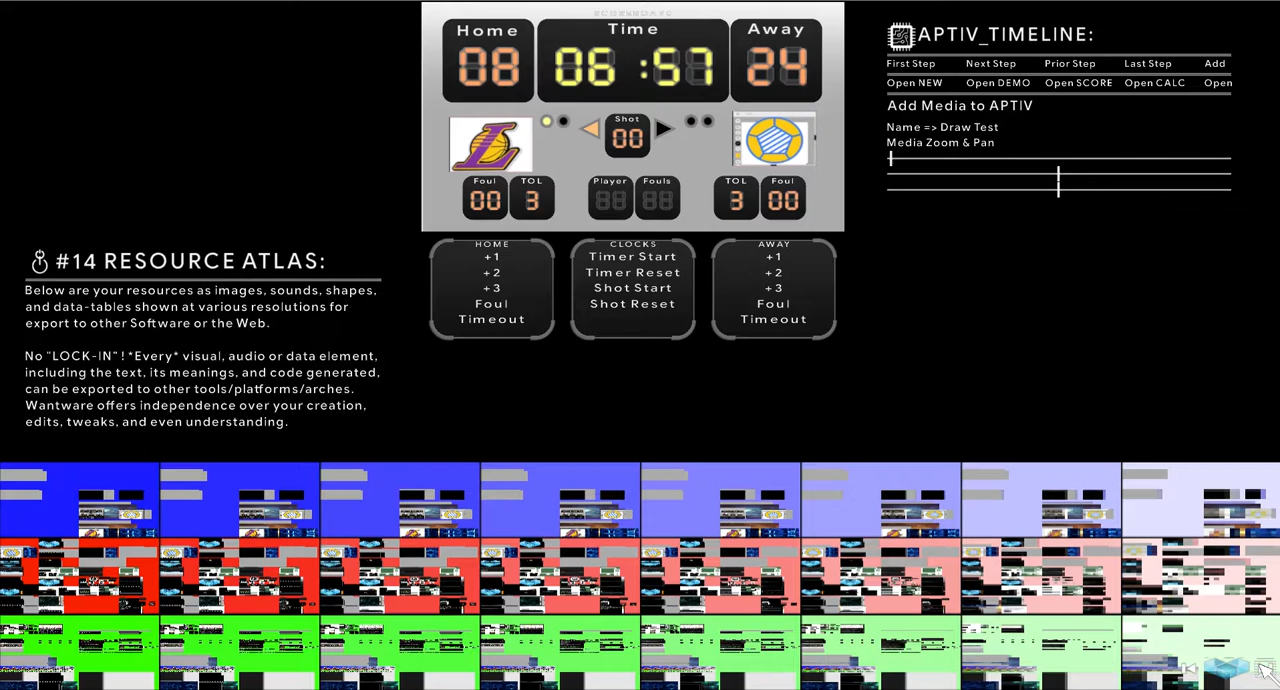 Home
Time
Away
08
06 :57
24
Shot
00
Foul
TOL
Player
Fouls
TOL
Foul
00
3
3
00
HOME
+1
+2
+3
Foul
Timeout
CLOCKS
Timer Start
Timer Reset
Shot Start
Shot Reset
AWAY
+1
+2
+3
Foul
Timeout
APTIV_TIMELINE:
First Step Next Step Prior Step Last Step Add
Open NEW Open DEMO Open SCORE Open CALC Open
Add Media to APTIV
Name => Draw Test
Media Zoom & Pan
#14 RESOURCE ATLAS:
Below are your resources as images, sounds, shapes,
and data-tables shown at various resolutions for
export to other Software or the Web.
No "LOCK-IN" ! *Every* visual, audio or data element,
including the text, its meanings, and code generated,
can be exported to other tools/platforms/arches.
Wantware offers independence over your creation,
edits, tweaks, and even understanding.